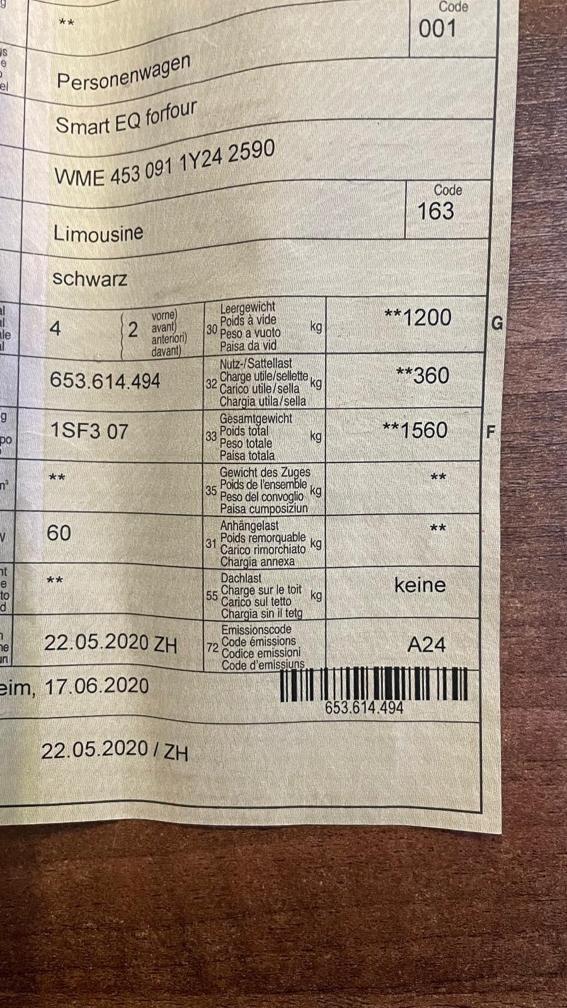 Code
** 001
Personenwagen
Smart EQ forfour
WME 453 091 1Y24 2590
Code
Limousine 163
schwarz
4 2 vorne) avant) anteriori) davant) 30 Leergewicht Poids à vide Peso a vuoto Paisa da vid kg **1200 G
653.614.494 32 Nutz-/Sattellast Charge utile/sellette Carico utile/sella Chargia utila/sella kg **360
1SF3 07 33 Gesamtgewicht Poids total Peso totale Paisa totala kg **1560 F
** 35 Gewicht des Zuges Poids de l'ensemble Peso del convoglio Paisa cumposiziun kg **
60 31 Anhängelast Poids remorquable Carico rimorchiato Chargia annexa kg **
** 55 Dachlast Charge sur le toit Carico sul tetto Chargia sin il tetg kg keine
22.05.2020 ZH 72 Emissionscode Code émissions Codice emissioni Code d'emissiuns A24
eim, 17.06.2020
653.614.494
22.05.2020 / ZH